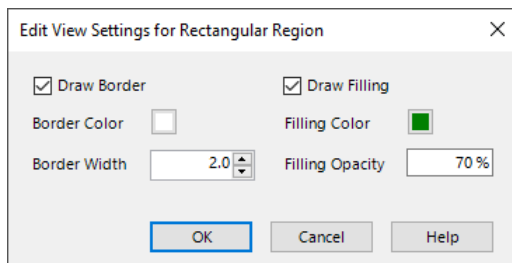 Edit View Settings for Rectangular Region
Draw Border Draw Filling
Border Color Filling Color
Border Width 2.0 Filling Opacity 70 %
OK Cancel Help